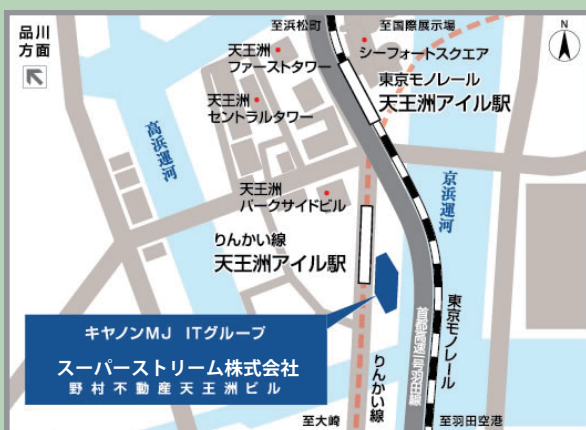 品川
方面
至浜松町
至国際展示場
N
天王洲
ファーストタワー
シーフォートスクエア
東京モノレール
天王洲アイル駅
天王洲
セントラルタワー
高浜運河
京浜運河
天王洲
パークサイドビル
りんかい線
天王洲アイル駅
キヤノンMJ ITグループ
スーパーストリーム株式会社
野村不動産天王洲ビル
首都高速1号羽田線
東京モノレール
りんかい線
至大崎
至羽田空港